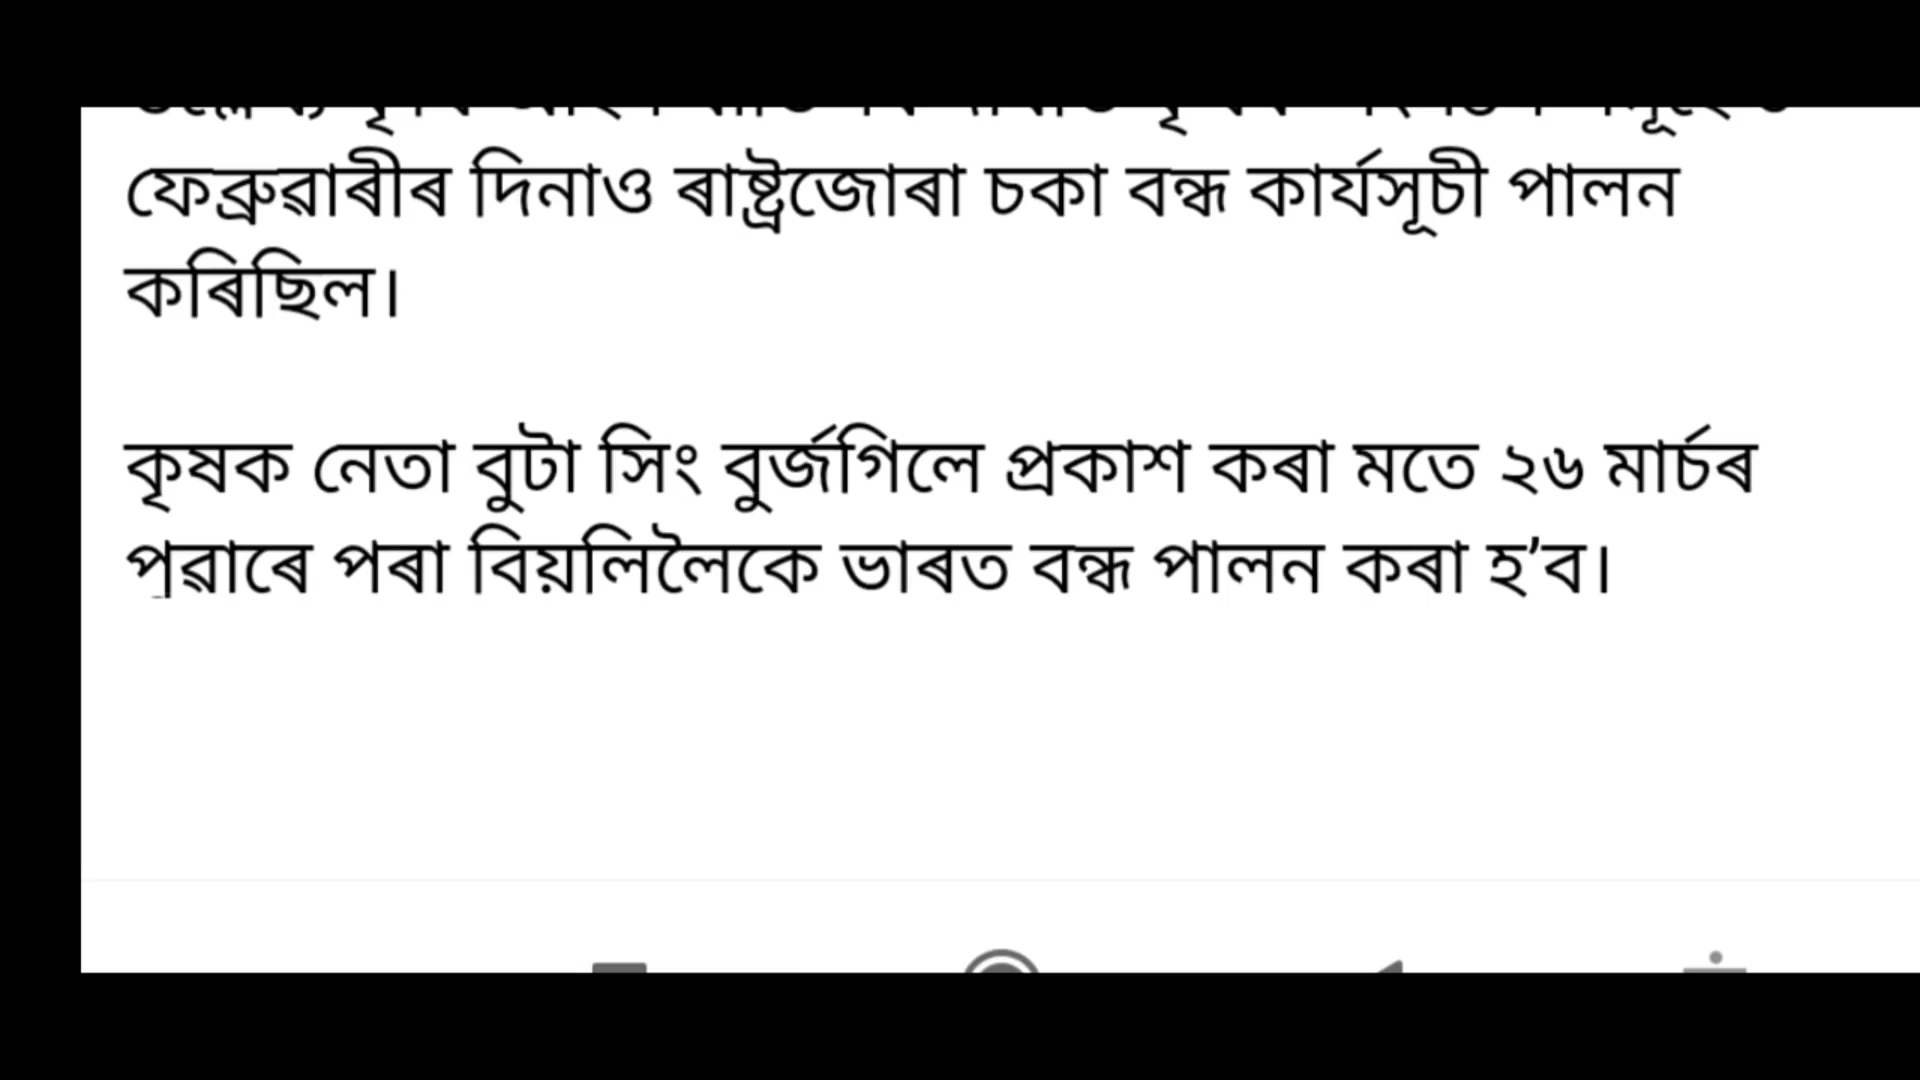 ফেব্ৰুৱাৰীৰ দিনাও ৰাষ্ট্ৰজোৰা চকা বন্ধ কাৰ্যসূচী পালন
কৰিছিল।
কৃষক নেতা বুটা সিং বুৰ্জগিলে প্ৰকাশ কৰা মতে ২৬ মাৰ্চৰ
পুৱাৰে পৰা বিয়লিলৈকে ভাৰত বন্ধ পালন কৰা হ’ব।